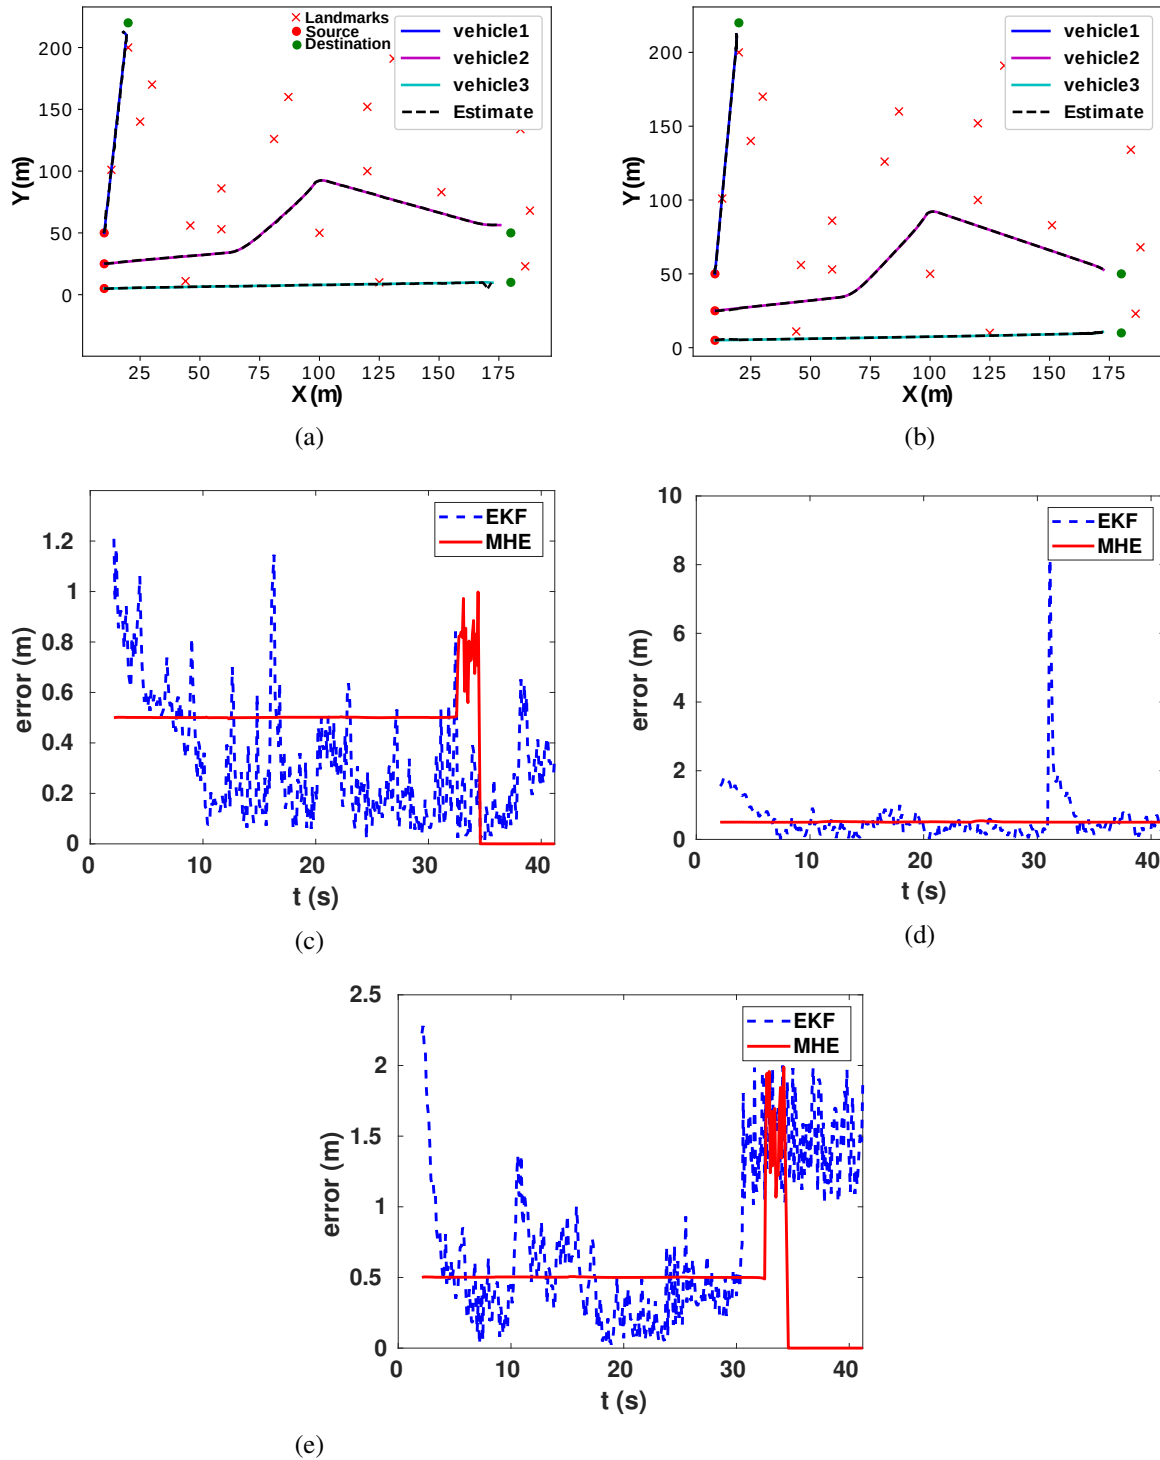 Landmarks
Source
Destination
vehicle1
vehicle2
vehicle3
Estimate
Y (m)
200
150
100
50
0
25 50 75 100 125 150 175
X (m)
(a)
vehicle1
vehicle2
vehicle3
Estimate
Y (m)
200
150
100
50
0
25 50 75 100 125 150 175
X (m)
(b)
EKF
MHE
error (m)
1.2
1
0.8
0.6
0.4
0.2
0
0 10 20 30 40
t (s)
(c)
EKF
MHE
error (m)
10
8
6
4
2
0
0 10 20 30 40
t (s)
(d)
EKF
MHE
error (m)
2.5
2
1.5
1
0.5
0
0 10 20 30 40
t (s)
(e)